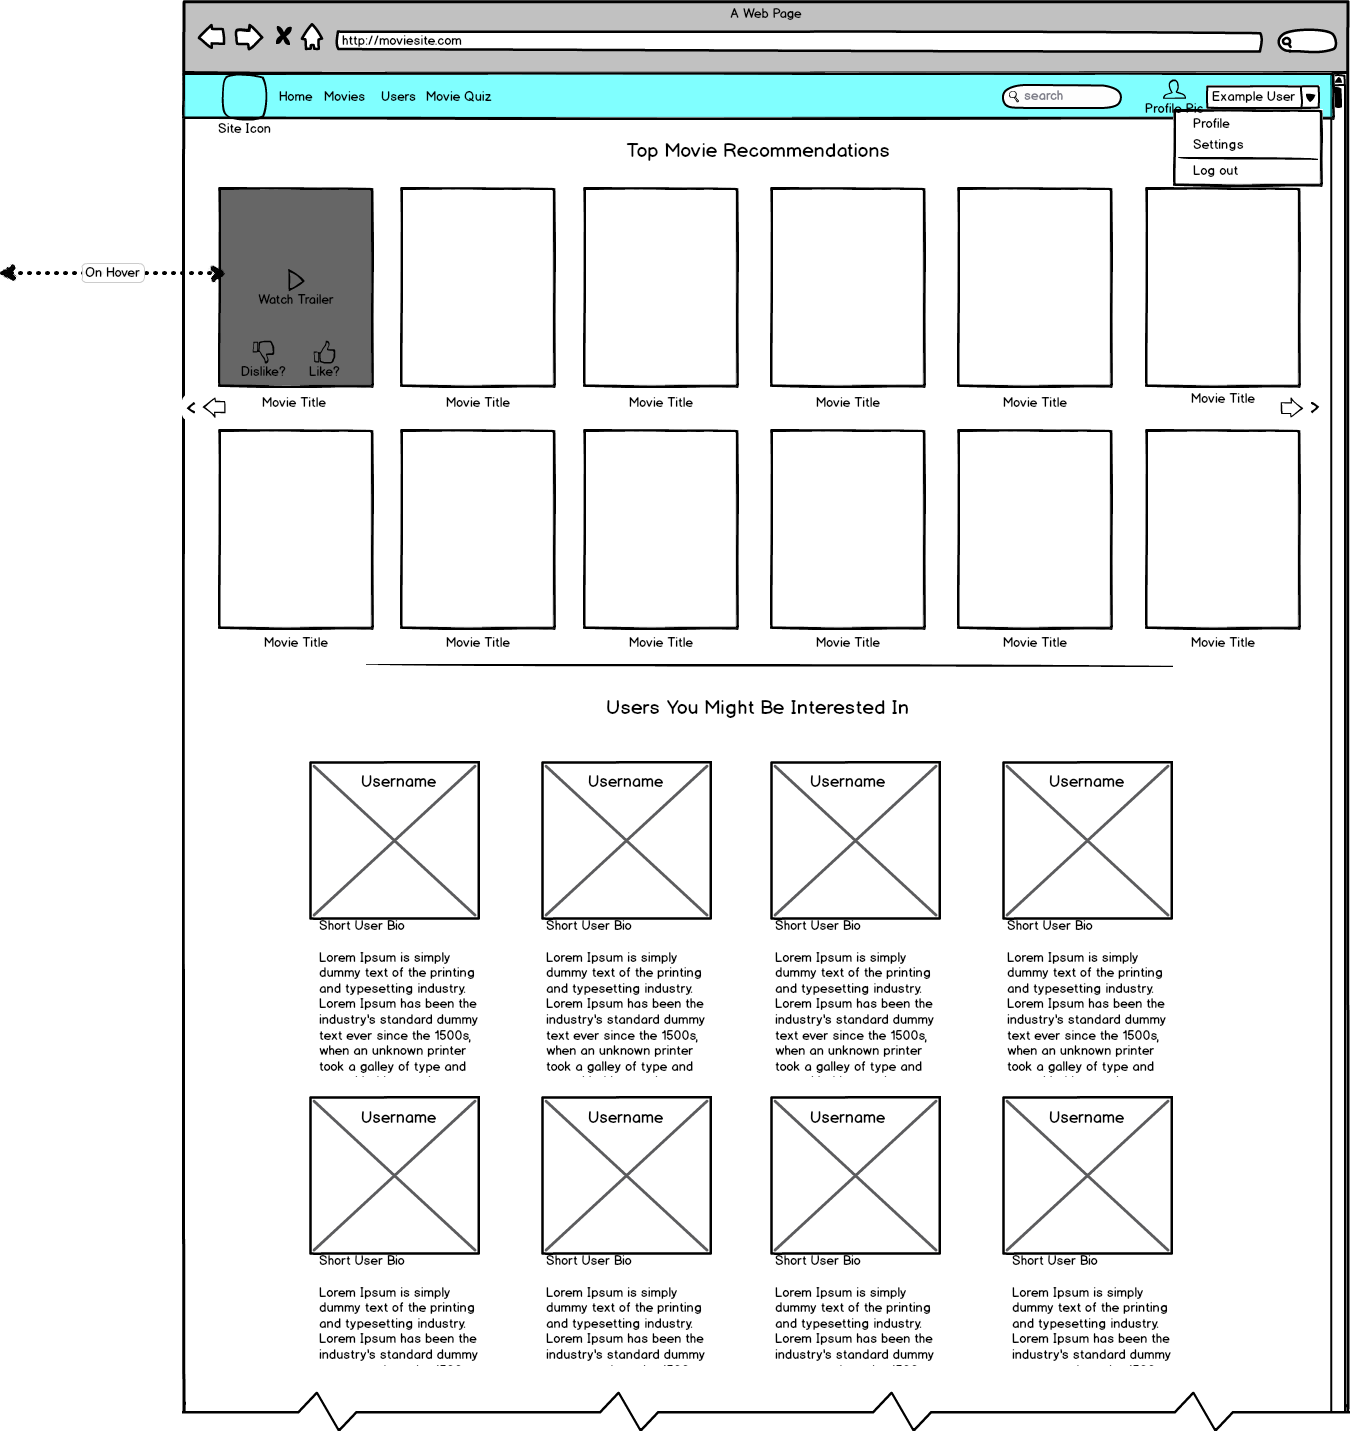 A Web Page
http://moviesite.com
Home Movies Users Movie Quiz
search
Profile Pic
Example User
Site Icon
Profile
Settings
Log out
Top Movie Recommendations
On Hover
Watch Trailer
Dislike? Like?
Movie Title Movie Title Movie Title Movie Title Movie Title Movie Title
Movie Title Movie Title Movie Title Movie Title Movie Title Movie Title
Users You Might Be Interested In
Username Username Username Username
Short User Bio Short User Bio Short User Bio Short User Bio
Lorem Ipsum is simply
dummy text of the printing
and typesetting industry.
Lorem Ipsum has been the
industry's standard dummy
text ever since the 1500s,
when an unknown printer
took a galley of type and
Lorem Ipsum is simply
dummy text of the printing
and typesetting industry.
Lorem Ipsum has been the
industry's standard dummy
text ever since the 1500s,
when an unknown printer
took a galley of type and
Lorem Ipsum is simply
dummy text of the printing
and typesetting industry.
Lorem Ipsum has been the
industry's standard dummy
text ever since the 1500s,
when an unknown printer
took a galley of type and
Lorem Ipsum is simply
dummy text of the printing
and typesetting industry.
Lorem Ipsum has been the
industry's standard dummy
text ever since the 1500s,
when an unknown printer
took a galley of type and
Username Username Username Username
Short User Bio Short User Bio Short User Bio Short User Bio
Lorem Ipsum is simply
dummy text of the printing
and typesetting industry.
Lorem Ipsum has been the
industry's standard dummy
Lorem Ipsum is simply
dummy text of the printing
and typesetting industry.
Lorem Ipsum has been the
industry's standard dummy
Lorem Ipsum is simply
dummy text of the printing
and typesetting industry.
Lorem Ipsum has been the
industry's standard dummy
Lorem Ipsum is simply
dummy text of the printing
and typesetting industry.
Lorem Ipsum has been the
industry's standard dummy